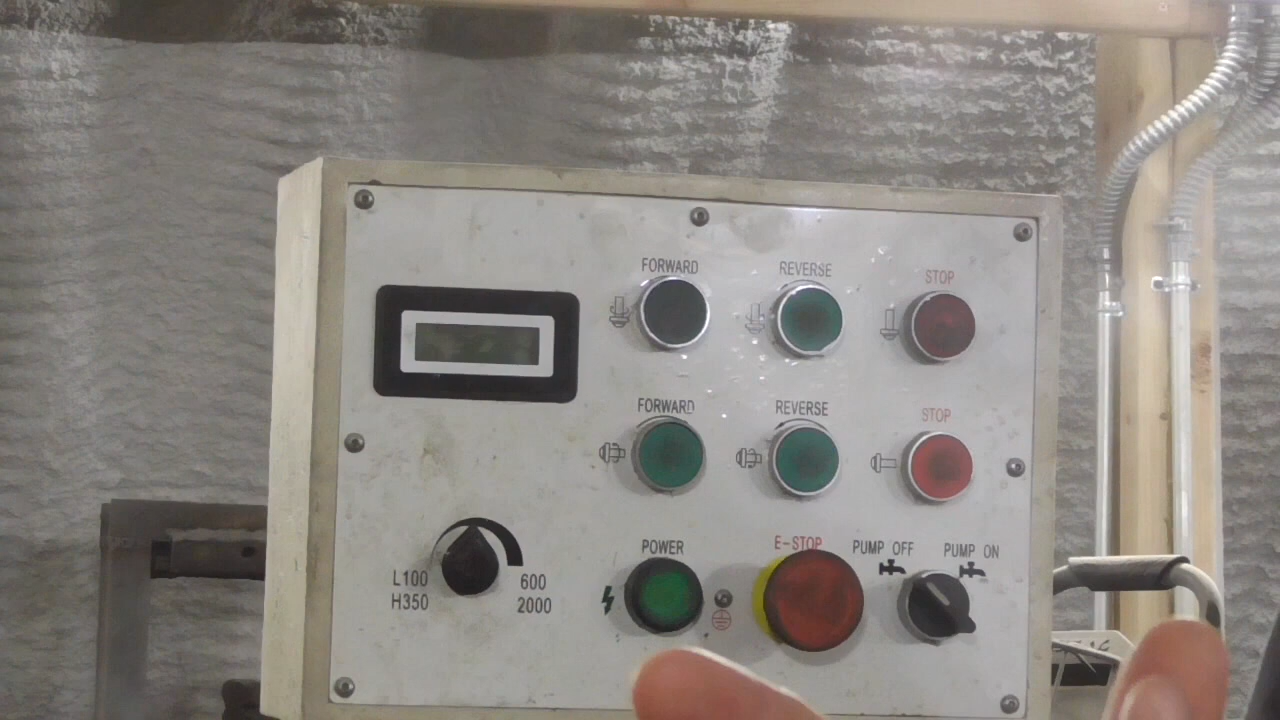 FORWARD
REVERSE
STOP
FORWARD
REVERSE
STOP
POWER
E-STOP
PUMP OFF
PUMP ON
L100
H350
600
2000